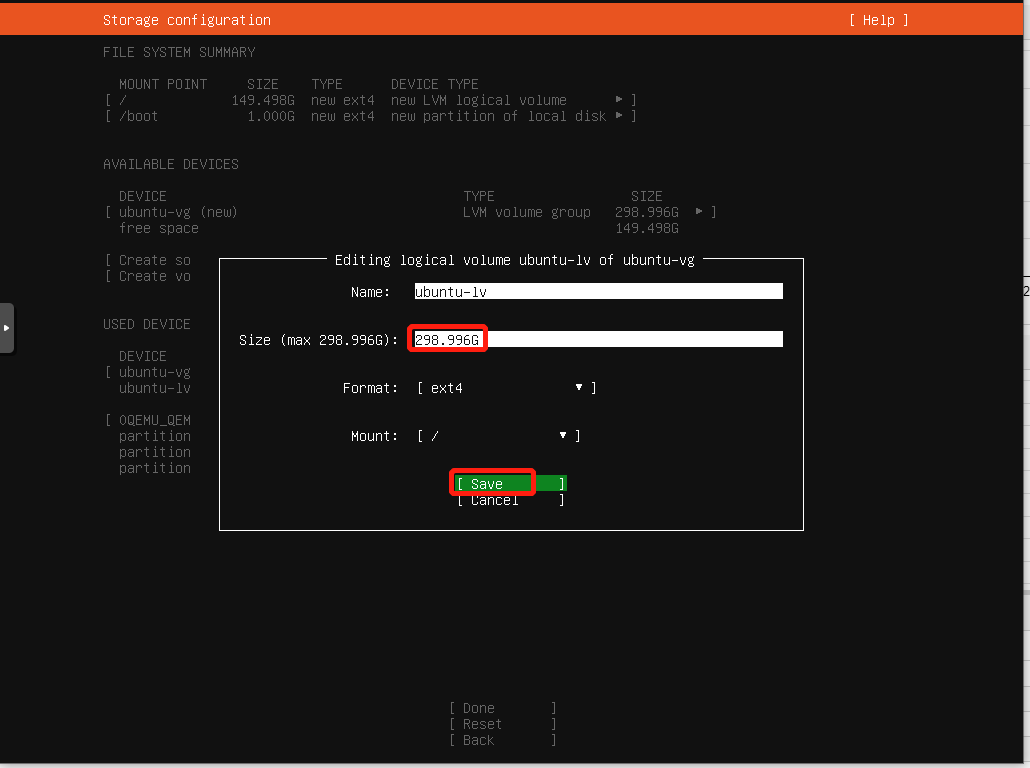 Storage configuration [ Help ]
FILE SYSTEM SUMMARY
MOUNT POINT SIZE TYPE DEVICE TYPE
[ / 149.498G new ext4 new LVM logical volume ▸ ]
[ /boot 1.000G new ext4 new partition of local disk ▸ ]
AVAILABLE DEVICES
DEVICE TYPE SIZE
[ ubuntu-vg (new) LVM volume group 298.996G ▸ ]
free space 149.498G
[ Create so
[ Create vo
Editing logical volume ubuntu-lv of ubuntu-vg
Name: ubuntu-lv
Size (max 298.996G): 298.996G
Format: [ ext4 ▾ ]
Mount: [ / ▾ ]
[ Save ]
[ Cancel ]
USED DEVICE
DEVICE
[ ubuntu-vg
ubuntu-lv
[ OQEMU_QEM
partition
partition
partition
[ Done ]
[ Reset ]
[ Back ]
2